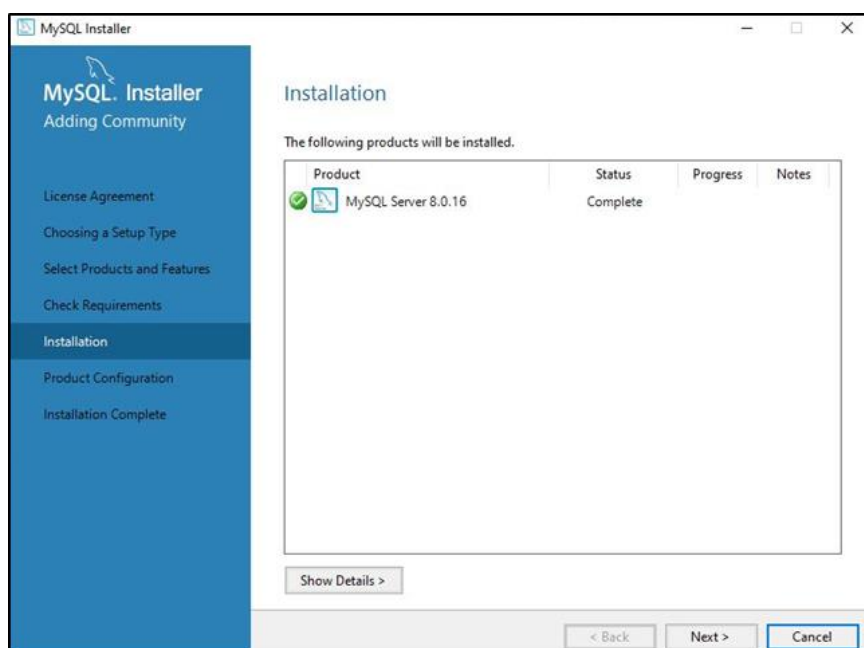 MySQL Installer
MySQL. Installer
Adding Community
License Agreement
Choosing a Setup Type
Select Products and Features
Check Requirements
Installation
Product Configuration
Installation Complete
Installation
The following products will be installed.
Product Status Progress Notes
MySQL Server 8.0.16 Complete
Show Details >
< Back Next > Cancel